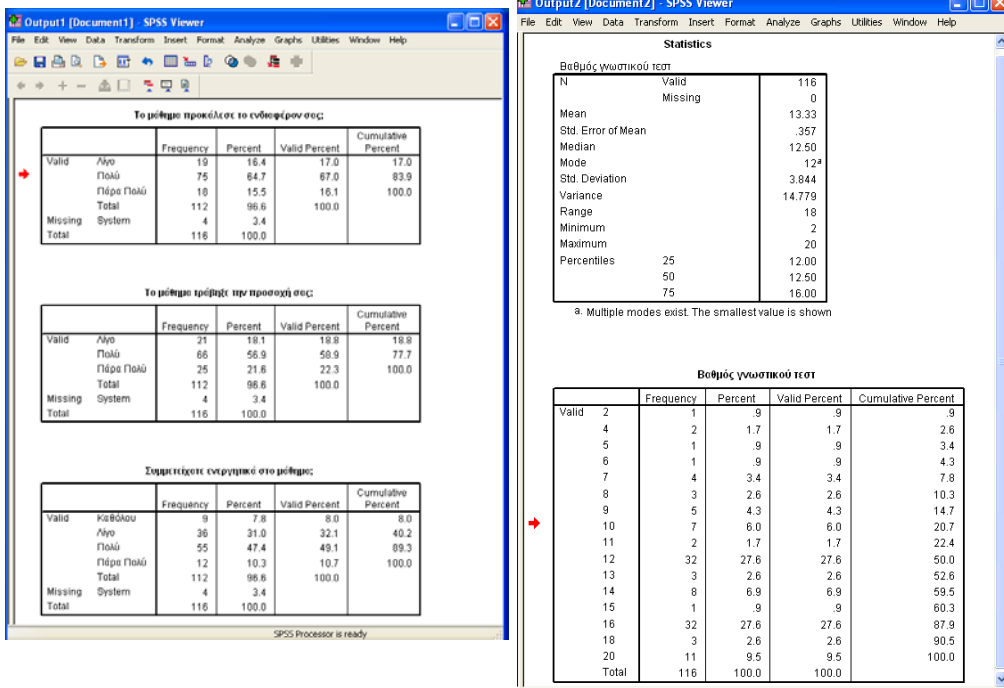 Output1 [Document1] - SPSS Viewer
File Edit View Data Transform Insert Format Analyze Graphs Utilities Window Help
Το μάθημα προκάλεσε το ενδιαφέρον σας;
Frequency Percent Valid Percent Cumulative Percent
Valid Λίγο 19 16.4 17.0 17.0
Πολύ 75 64.7 67.0 83.9
Πάρα Πολύ 18 15.5 16.1 100.0
Total 112 96.6 100.0
Missing System 4 3.4
Total 116 100.0
Το μάθημα τράβηξε την προσοχή σας;
Frequency Percent Valid Percent Cumulative Percent
Valid Λίγο 21 18.1 18.8 18.8
Πολύ 66 56.9 58.9 77.7
Πάρα Πολύ 25 21.6 22.3 100.0
Total 112 96.6 100.0
Missing System 4 3.4
Total 116 100.0
Συμμετείχατε ενεργητικά στο μάθημα;
Frequency Percent Valid Percent Cumulative Percent
Valid Καθόλου 9 7.8 8.0 8.0
Λίγο 36 31.0 32.1 40.2
Πολύ 55 47.4 49.1 89.3
Πάρα Πολύ 12 10.3 10.7 100.0
Total 112 96.6 100.0
Missing System 4 3.4
Total 116 100.0
SPSS Processor is ready
Output2 [Document2] - SPSS Viewer
File Edit View Data Transform Insert Format Analyze Graphs Utilities Window Help
Statistics
Βαθμός γνωστικού τεστ
N Valid 116
Missing 0
Mean 13.33
Std. Error of Mean .357
Median 12.50
Mode 12a
Std. Deviation 3.844
Variance 14.779
Range 18
Minimum 2
Maximum 20
Percentiles 25 12.00
50 12.50
75 16.00
a. Multiple modes exist. The smallest value is shown
Βαθμός γνωστικού τεστ
Frequency Percent Valid Percent Cumulative Percent
Valid 2 1 .9 .9 .9
4 2 1.7 1.7 2.6
5 1 .9 .9 3.4
6 1 .9 .9 4.3
7 4 3.4 3.4 7.8
8 3 2.6 2.6 10.3
9 5 4.3 4.3 14.7
10 7 6.0 6.0 20.7
11 2 1.7 1.7 22.4
12 32 27.6 27.6 50.0
13 3 2.6 2.6 52.6
14 8 6.9 6.9 59.5
15 1 .9 .9 60.3
16 32 27.6 27.6 87.9
18 3 2.6 2.6 90.5
20 11 9.5 9.5 100.0
Total 116 100.0 100.0